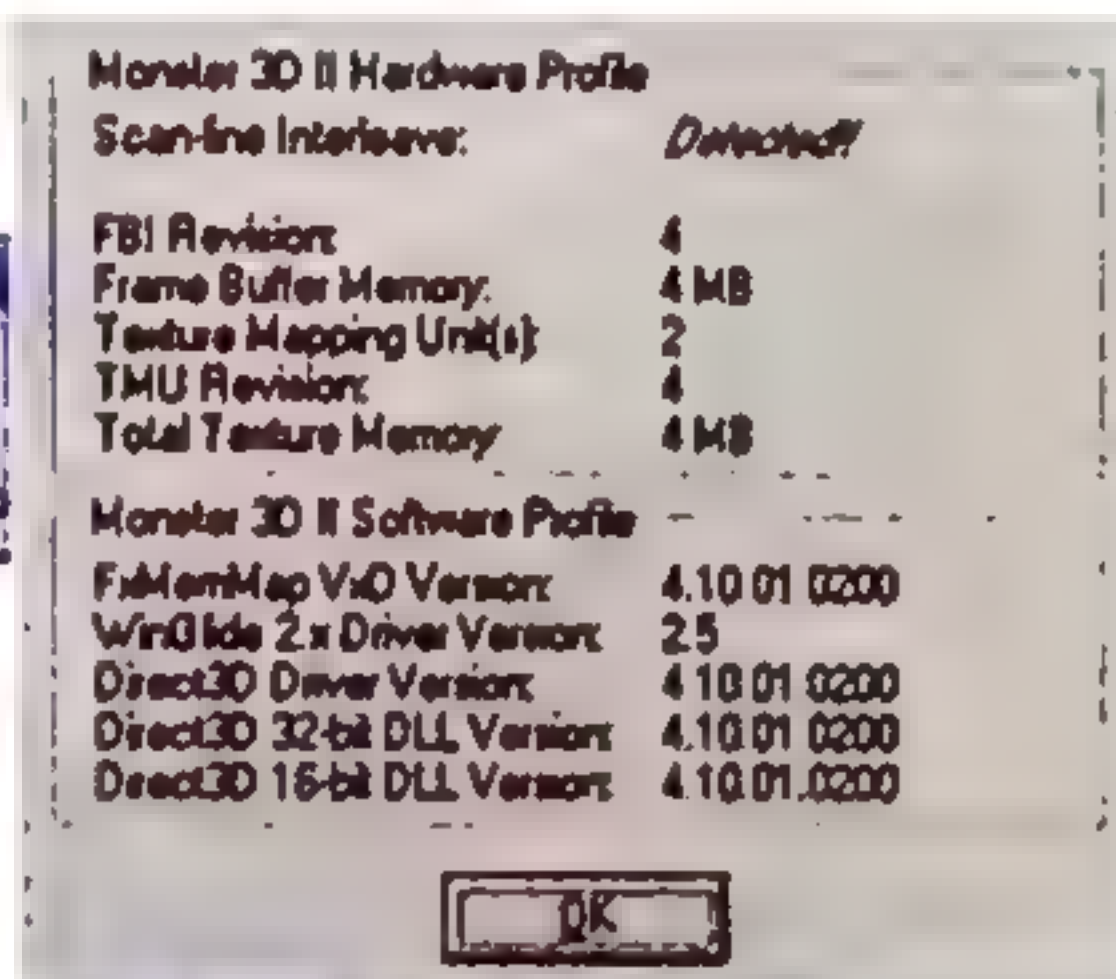 Monster 3D II Hardware Profile
Scan-line Interleave: Detected!
FBI Revision: 4
Frame Buffer Memory: 4 MB
Texture Mapping Unit(s): 2
TMU Revision: 4
Total Texture Memory 4 MB
Monster 3D II Software Profile
FxMemMap VxD Version: 4.10.01.0200
WinGlide 2.x Driver Version: 2.5
Direct3D Driver Version: 4.10.01.0200
Direct3D 32-bit DLL Version: 4.10.01.0200
Direct3D 16-bit DLL Version: 4.10.01.0200
OK